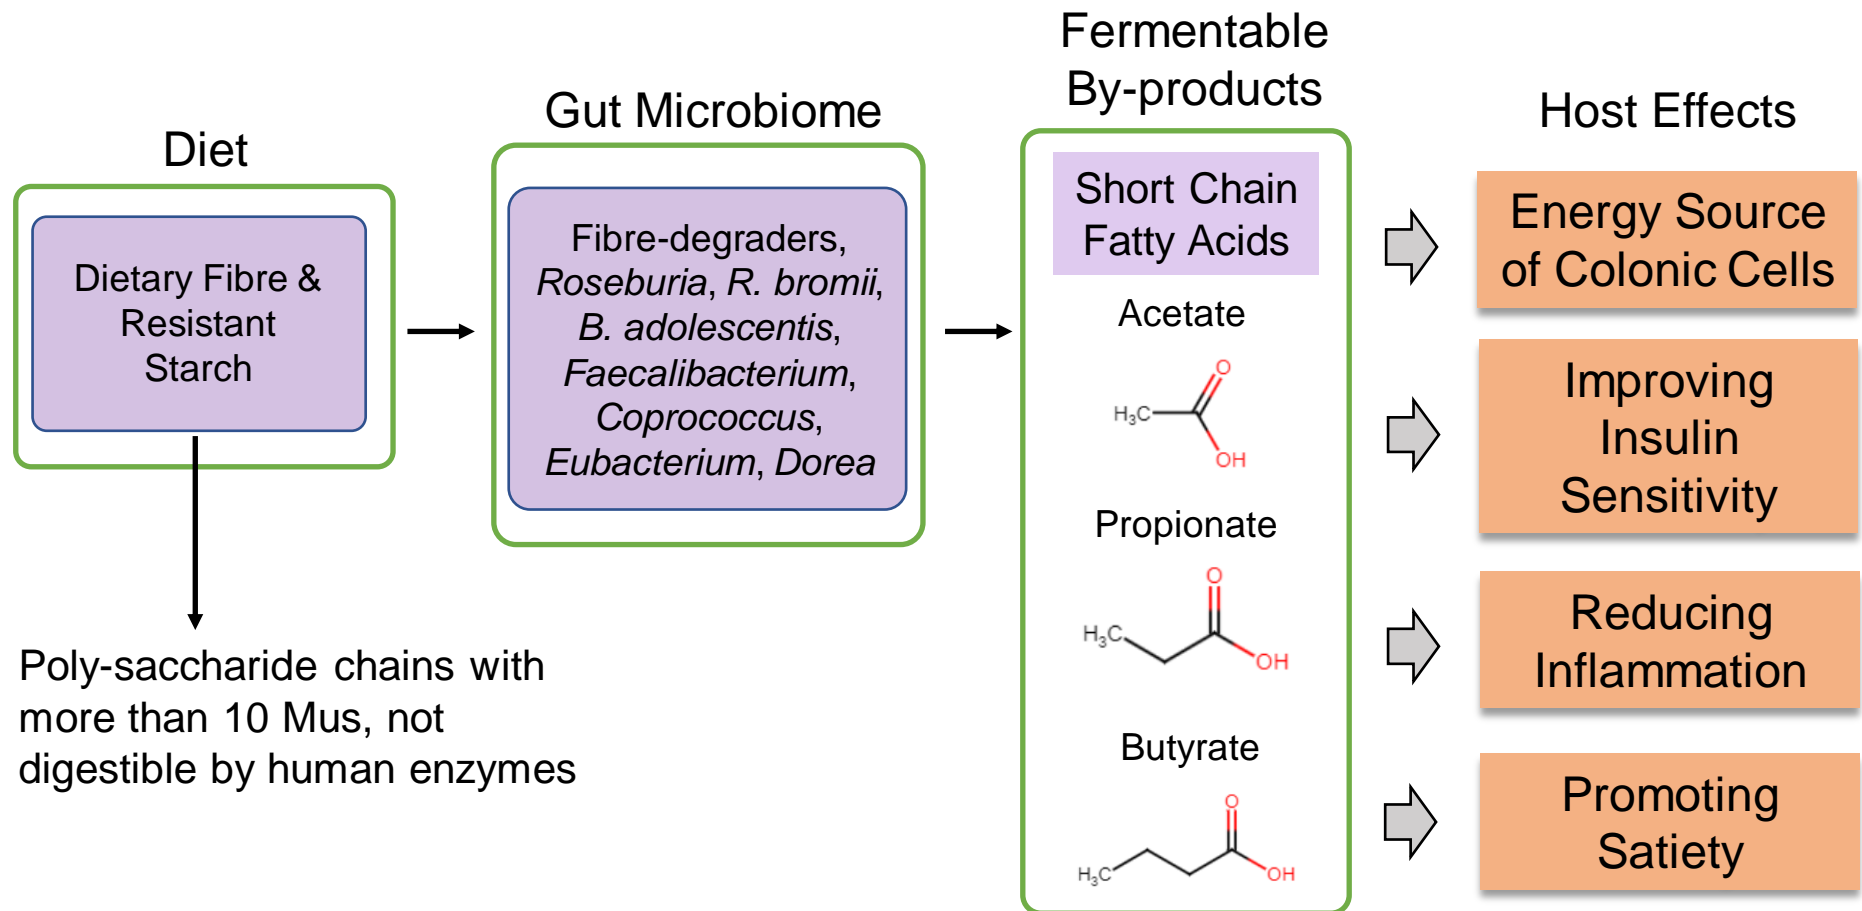 Diet
Dietary Fibre &
Resistant
Starch
Poly-saccharide chains with
more than 10 Mus, not
digestible by human enzymes
Gut Microbiome
Fibre-degraders,
Roseburia, R. bromii,
B. adolescentis,
Faecalibacterium,
Coprococcus,
Eubacterium, Dorea
Fermentable
By-products
Short Chain
Fatty Acids
Acetate
O
H₃C
OH
Propionate
O
H₃C
OH
Butyrate
O
H₃C
OH
Host Effects
Energy Source
of Colonic Cells
Improving
Insulin
Sensitivity
Reducing
Inflammation
Promoting
Satiety